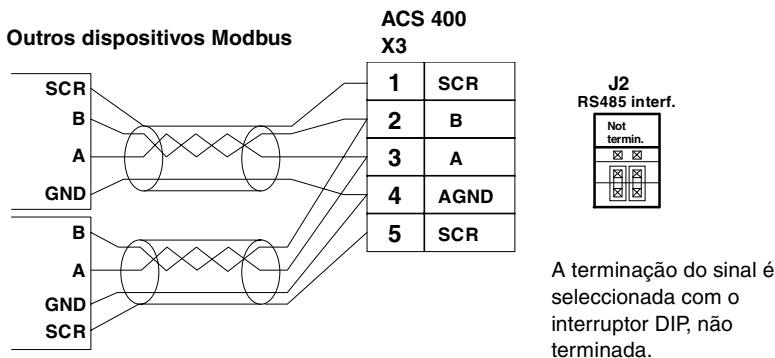 Outros dispositivos Modbus
SCR
B
A
GND
B
A
GND
SCR
ACS 400
X3
1 SCR
2 B
3 A
4 AGND
5 SCR
J2
RS485 interf.
Not
termin.
A terminação do sinal é
seleccionada com o
interruptor DIP, não
terminada.